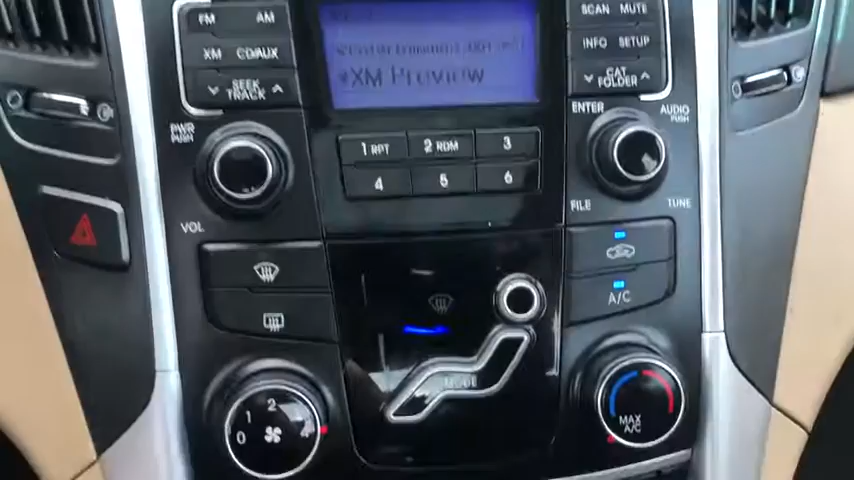 FM AM
XM CD/AUX
SEEK
TRACK
PWR
PUSH
VOL
XM Preview
1 RPT 2 RDM 3
4 5 6
SCAN MUTE
INFO SETUP
CAT
FOLDER
ENTER AUDIO
PUSH
FILE TUNE
A/C
MODE
0 1 2 4
MAX
A/C